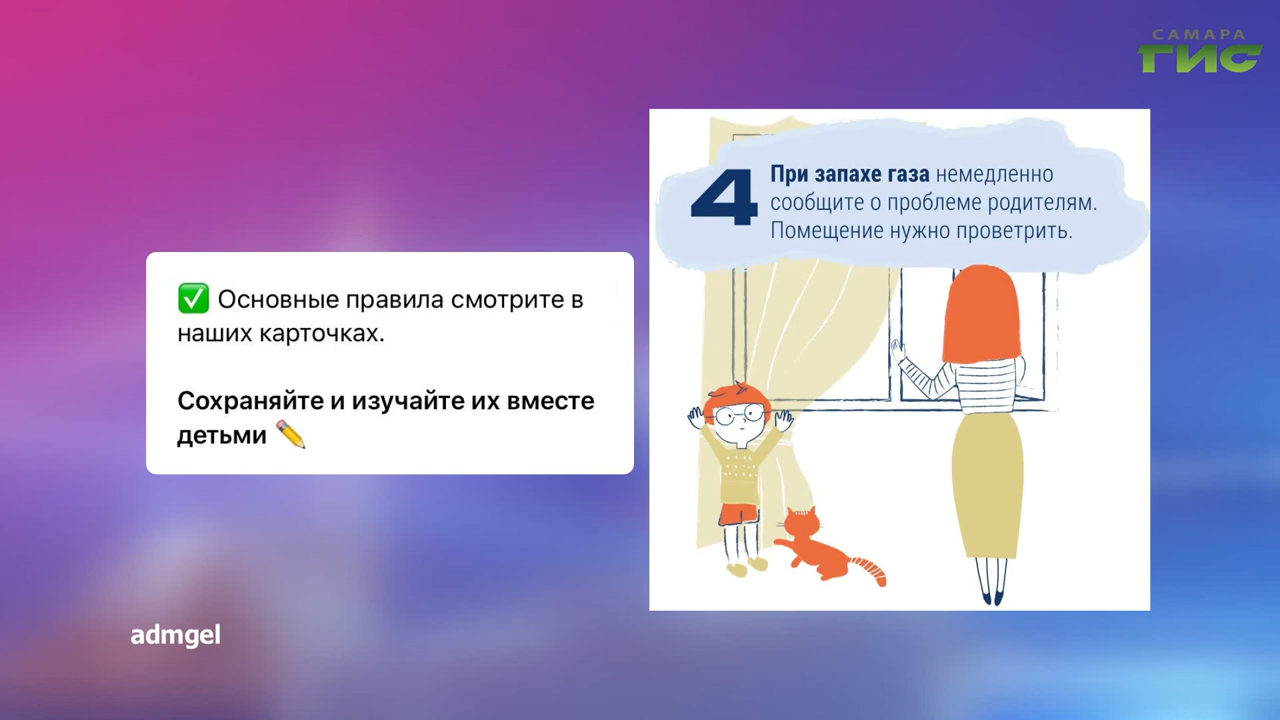 САМАРА
ГИС
4
При запахе газа немедленно
сообщите о проблеме родителям.
Помещение нужно проветрить.
✅ Основные правила смотрите в
наших карточках.
Сохраняйте и изучайте их вместе
детьми ✏️
admgel